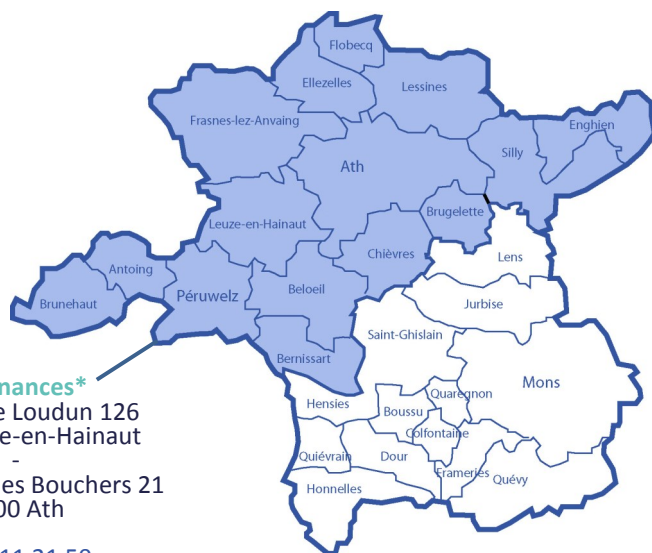 Flobecq
Ellezelles
Lessines
Frasnes-lez-Anvaing
Enghien
Silly
Ath
Brugelette
Leuze-en-Hainaut
Chièvres
Lens
Antoing
Péruwelz
Beloeil
Brunehaut
Jurbise
Saint-Ghislain
Bernissart
Mons
nances*
e Loudun 126
e-en-Hainaut
-
es Bouchers 21
00 Ath
Hensies
Quaregnon
Boussu
Colfontaine
Quiévrain
Dour
Frameries
Quévy
Honnelles